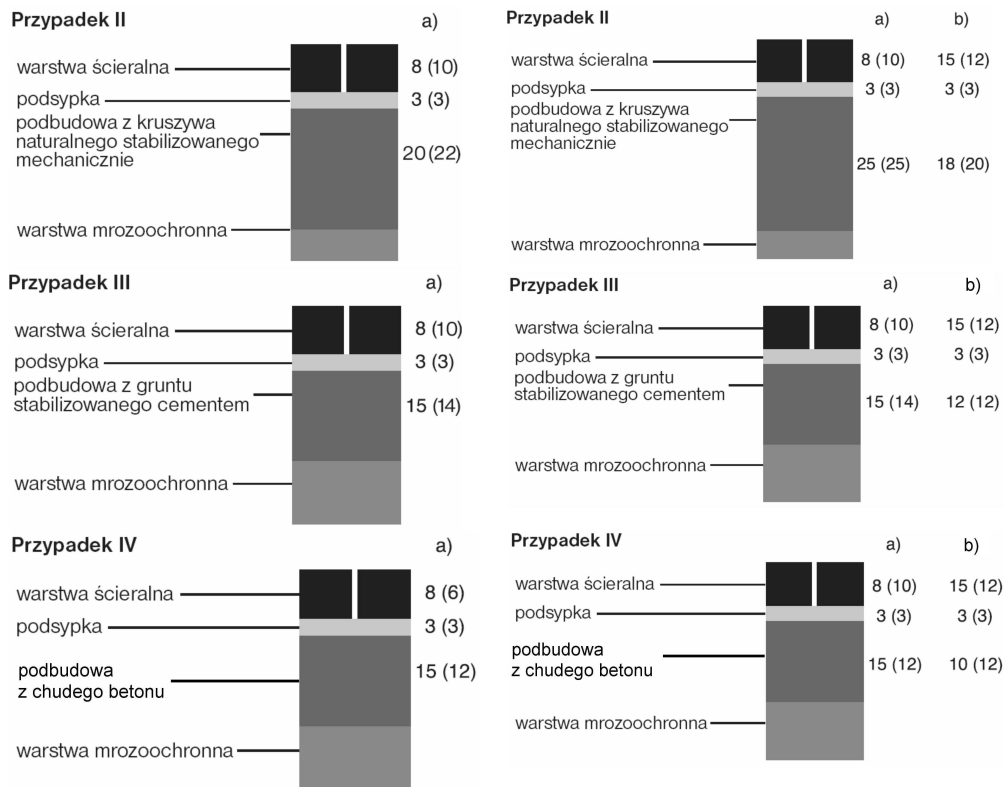 Przypadek II a)
warstwa ścieralna 8 (10)
podsypka 3 (3)
podbudowa z kruszywa
naturalnego stabilizowanego
mechanicznie 20 (22)
warstwa mrozoochronna
Przypadek III a)
warstwa ścieralna 8 (10)
podsypka 3 (3)
podbudowa z gruntu
stabilizowanego cementem 15 (14)
warstwa mrozoochronna
Przypadek IV a)
warstwa ścieralna 8 (6)
podsypka 3 (3)
podbudowa
z chudego betonu 15 (12)
warstwa mrozoochronna
Przypadek II a) b)
warstwa ścieralna 8 (10) 15 (12)
podsypka 3 (3) 3 (3)
podbudowa z kruszywa
naturalnego stabilizowanego
mechanicznie
25 (25) 18 (20)
warstwa mrozoochronna
Przypadek III a) b)
warstwa ścieralna 8 (10) 15 (12)
podsypka 3 (3) 3 (3)
podbudowa z gruntu
stabilizowanego cementem 15 (14) 12 (12)
warstwa mrozoochronna
Przypadek IV a) b)
warstwa ścieralna 8 (10) 15 (12)
podsypka 3 (3) 3 (3)
podbudowa
z chudego betonu 15 (12) 10 (12)
warstwa mrozoochronna